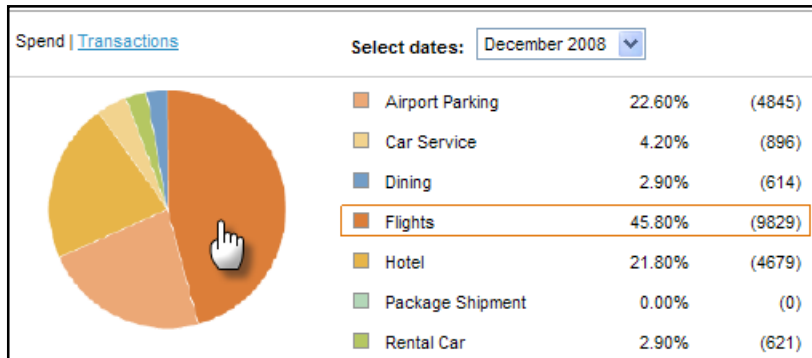 Spend | Transactions Select dates: December 2008
Airport Parking 22.60% (4845)
Car Service 4.20% (896)
Dining 2.90% (614)
Flights 45.80% (9829)
Hotel 21.80% (4679)
Package Shipment 0.00% (0)
Rental Car 2.90% (621)